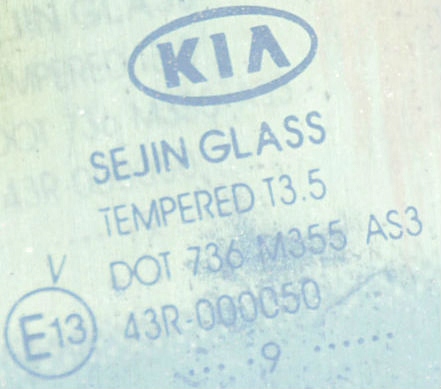 KIA
SEJIN GLASS
TEMPERED T3.5
DOT 736 M355 AS3
V
E13 43R-000050
.... 9 ......